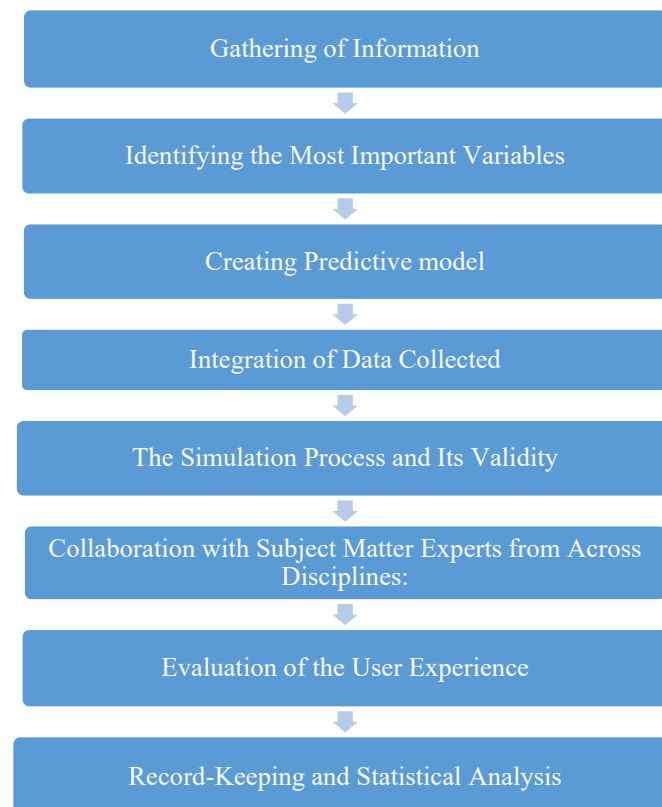 Gathering of Information
Identifying the Most Important Variables
Creating Predictive model
Integration of Data Collected
The Simulation Process and Its Validity
Collaboration with Subject Matter Experts from Across
Disciplines:
Evaluation of the User Experience
Record-Keeping and Statistical Analysis